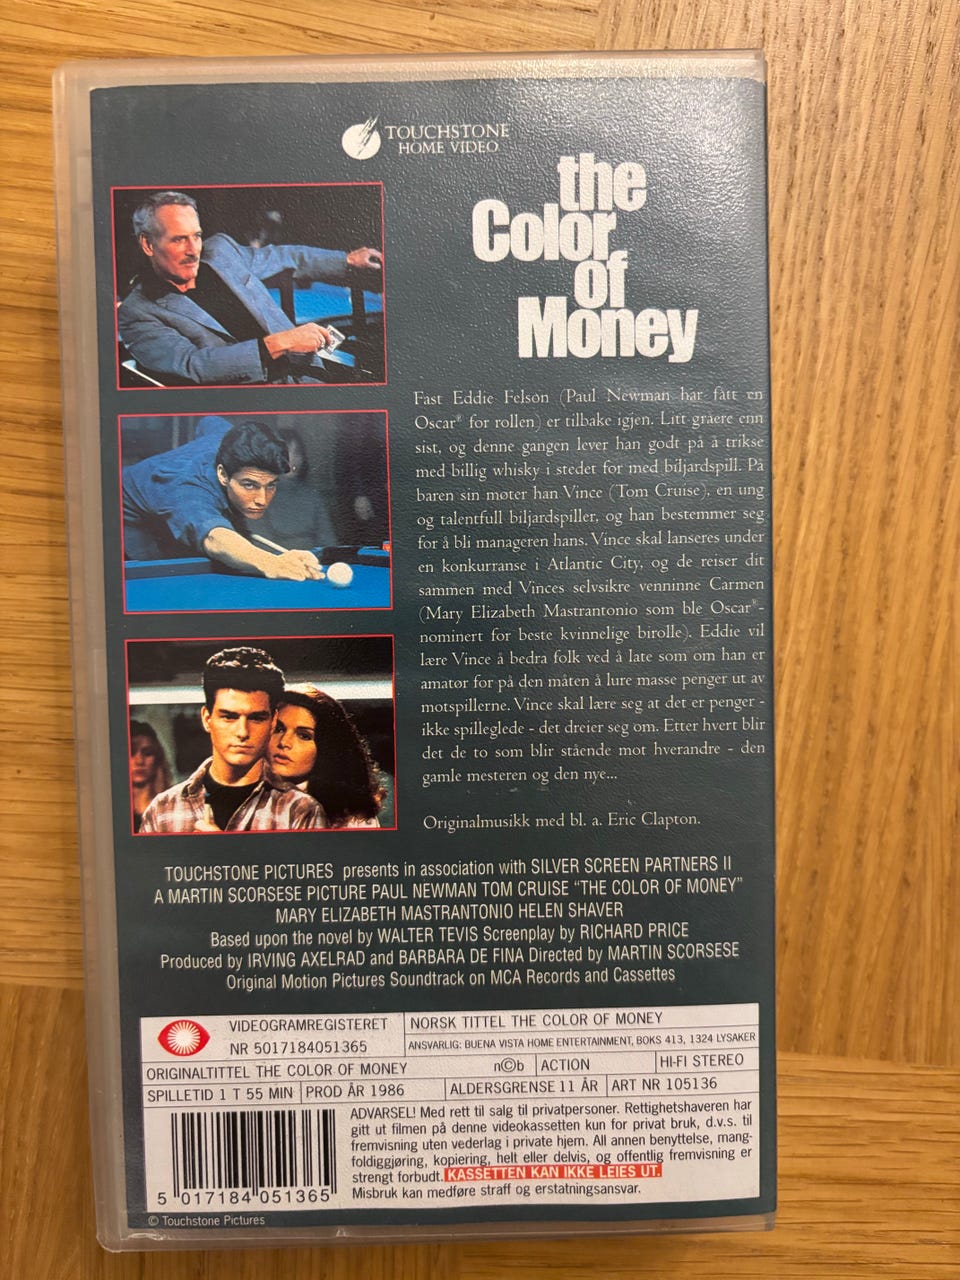 TOUCHSTONE
HOME VIDEO
the
Color
of
Money
Fast Eddie Felson (Paul Newman har fått en
Oscar® for rollen) er tilbake igjen. Litt gråere enn
sist, og denne gangen lever han godt på å trikse
med billig whisky i stedet for med biljardspill. På
baren sin møter han Vince (Tom Cruise), en ung
og talentfull biljardspiller, og han bestemmer seg
for å bli manageren hans. Vince skal lanseres under
en konkurranse i Atlantic City, og de reiser dit
sammen med Vinces selvsikre venninne Carmen
(Mary Elizabeth Mastrantonio som ble Oscar®-
nominert for beste kvinnelige birolle). Eddie vil
lære Vince å bedra folk ved å late som om han er
amatør for på den måten å lure masse penger ut av
motspillerne. Vince skal lære seg at det er penger -
ikke spilleglede - det dreier seg om. Etter hvert blir
det de to som blir stående mot hverandre - den
gamle mesteren og den nye...
Originalmusikk med bl. a. Eric Clapton.
TOUCHSTONE PICTURES presents in association with SILVER SCREEN PARTNERS II
A MARTIN SCORSESE PICTURE PAUL NEWMAN TOM CRUISE "THE COLOR OF MONEY"
MARY ELIZABETH MASTRANTONIO HELEN SHAVER
Based upon the novel by WALTER TEVIS Screenplay by RICHARD PRICE
Produced by IRVING AXELRAD and BARBARA DE FINA Directed by MARTIN SCORSESE
Original Motion Pictures Soundtrack on MCA Records and Cassettes
VIDEOGRAMREGISTERET
NR 5017184051365
NORSK TITTEL THE COLOR OF MONEY
ANSVARLIG: BUENA VISTA HOME ENTERTAINMENT, BOKS 413, 1324 LYSAKER
ORIGINALTITTEL THE COLOR OF MONEY
n©b ACTION HI-FI STEREO
SPILLETID 1 T 55 MIN PROD ÅR 1986 ALDERSGRENSE 11 ÅR ART NR 105136
ADVARSEL! Med rett til salg til privatpersoner. Rettighetshaveren har
gitt ut filmen på denne videokassetten kun for privat bruk, d.v.s. til
fremvisning uten vederlag i private hjem. All annen benyttelse, mang-
foldiggjøring, kopiering, helt eller delvis, og offentlig fremvisning er
strengt forbudt. KASSETTEN KAN IKKE LEIES UT.
Misbruk kan medføre straff og erstatningsansvar.
5 017184 051365
© Touchstone Pictures